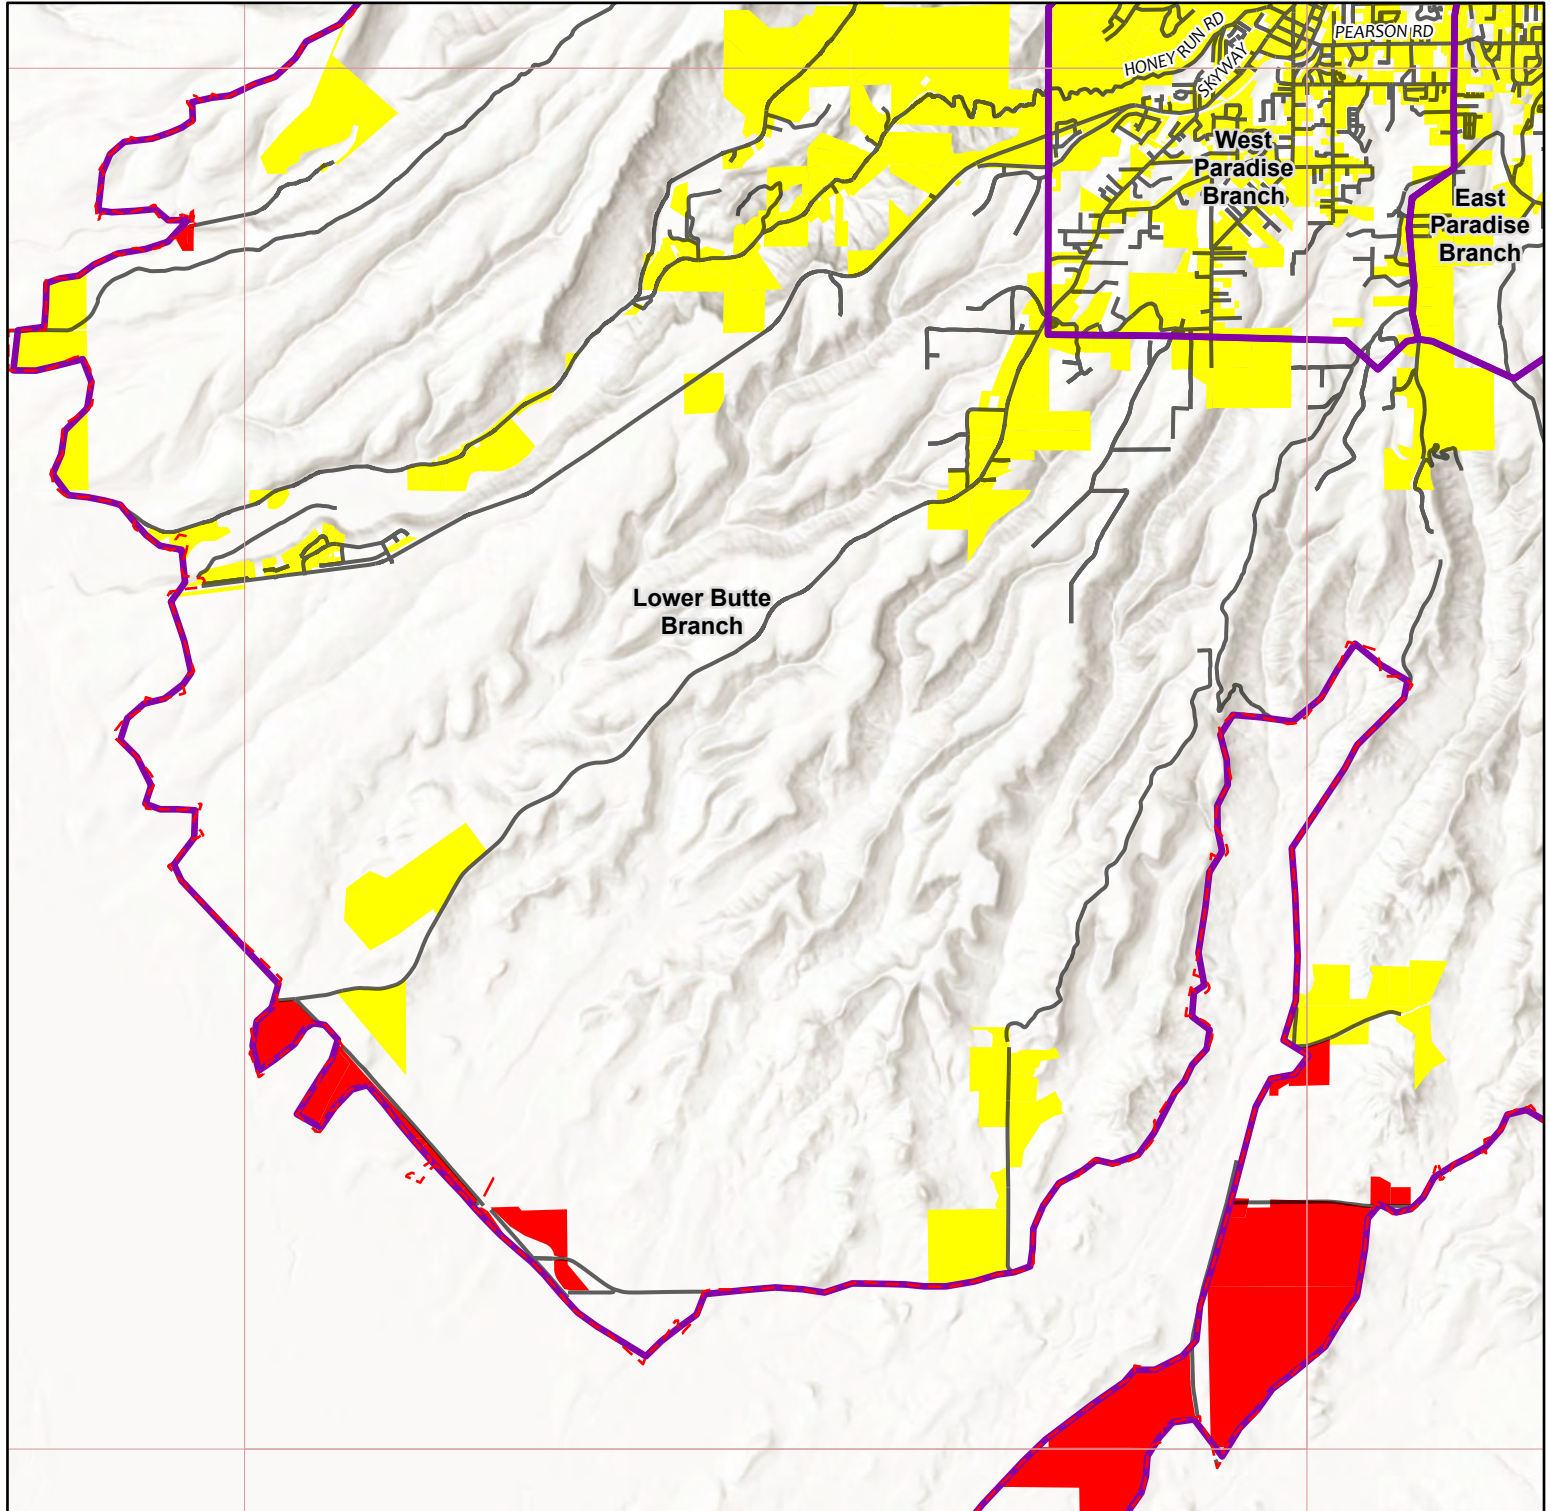 PEARSON RD
HONEY RUN RD
SKYWAY
West
Paradise
Branch
East
Paradise
Branch
Lower Butte
Branch